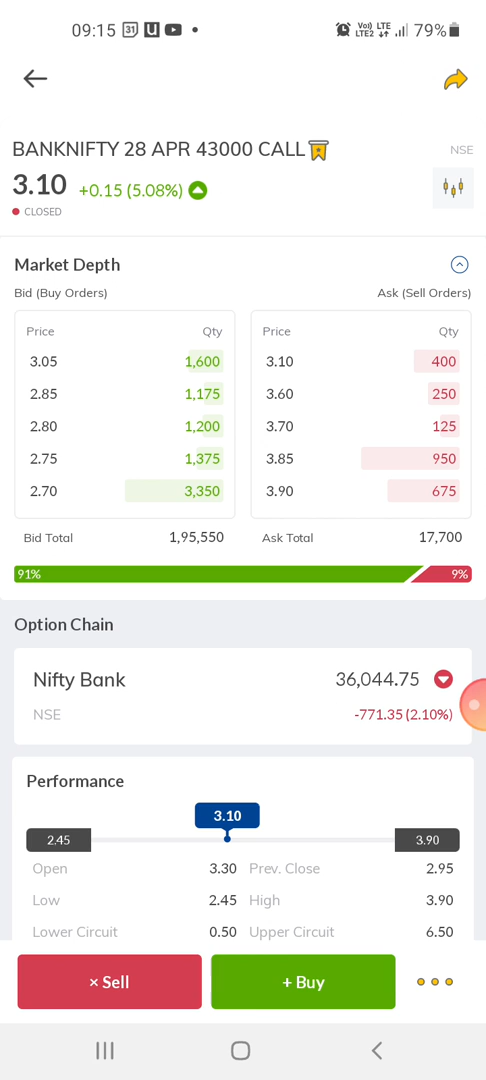 09:15 31 U Vo) LTE2 LTE 79%
BANKNIFTY 28 APR 43000 CALL NSE
3.10 +0.15 (5.08%)
CLOSED
Market Depth
Bid (Buy Orders) Ask (Sell Orders)
Price Qty Price Qty
3.05 1,600 3.10 400
2.85 1,175 3.60 250
2.80 1,200 3.70 125
2.75 1,375 3.85 950
2.70 3,350 3.90 675
Bid Total 1,95,550 Ask Total 17,700
91% 9%
Option Chain
Nifty Bank 36,044.75
NSE -771.35 (2.10%)
Performance
3.10
2.45 3.90
Open 3.30 Prev. Close 2.95
Low 2.45 High 3.90
Lower Circuit 0.50 Upper Circuit 6.50
× Sell + Buy